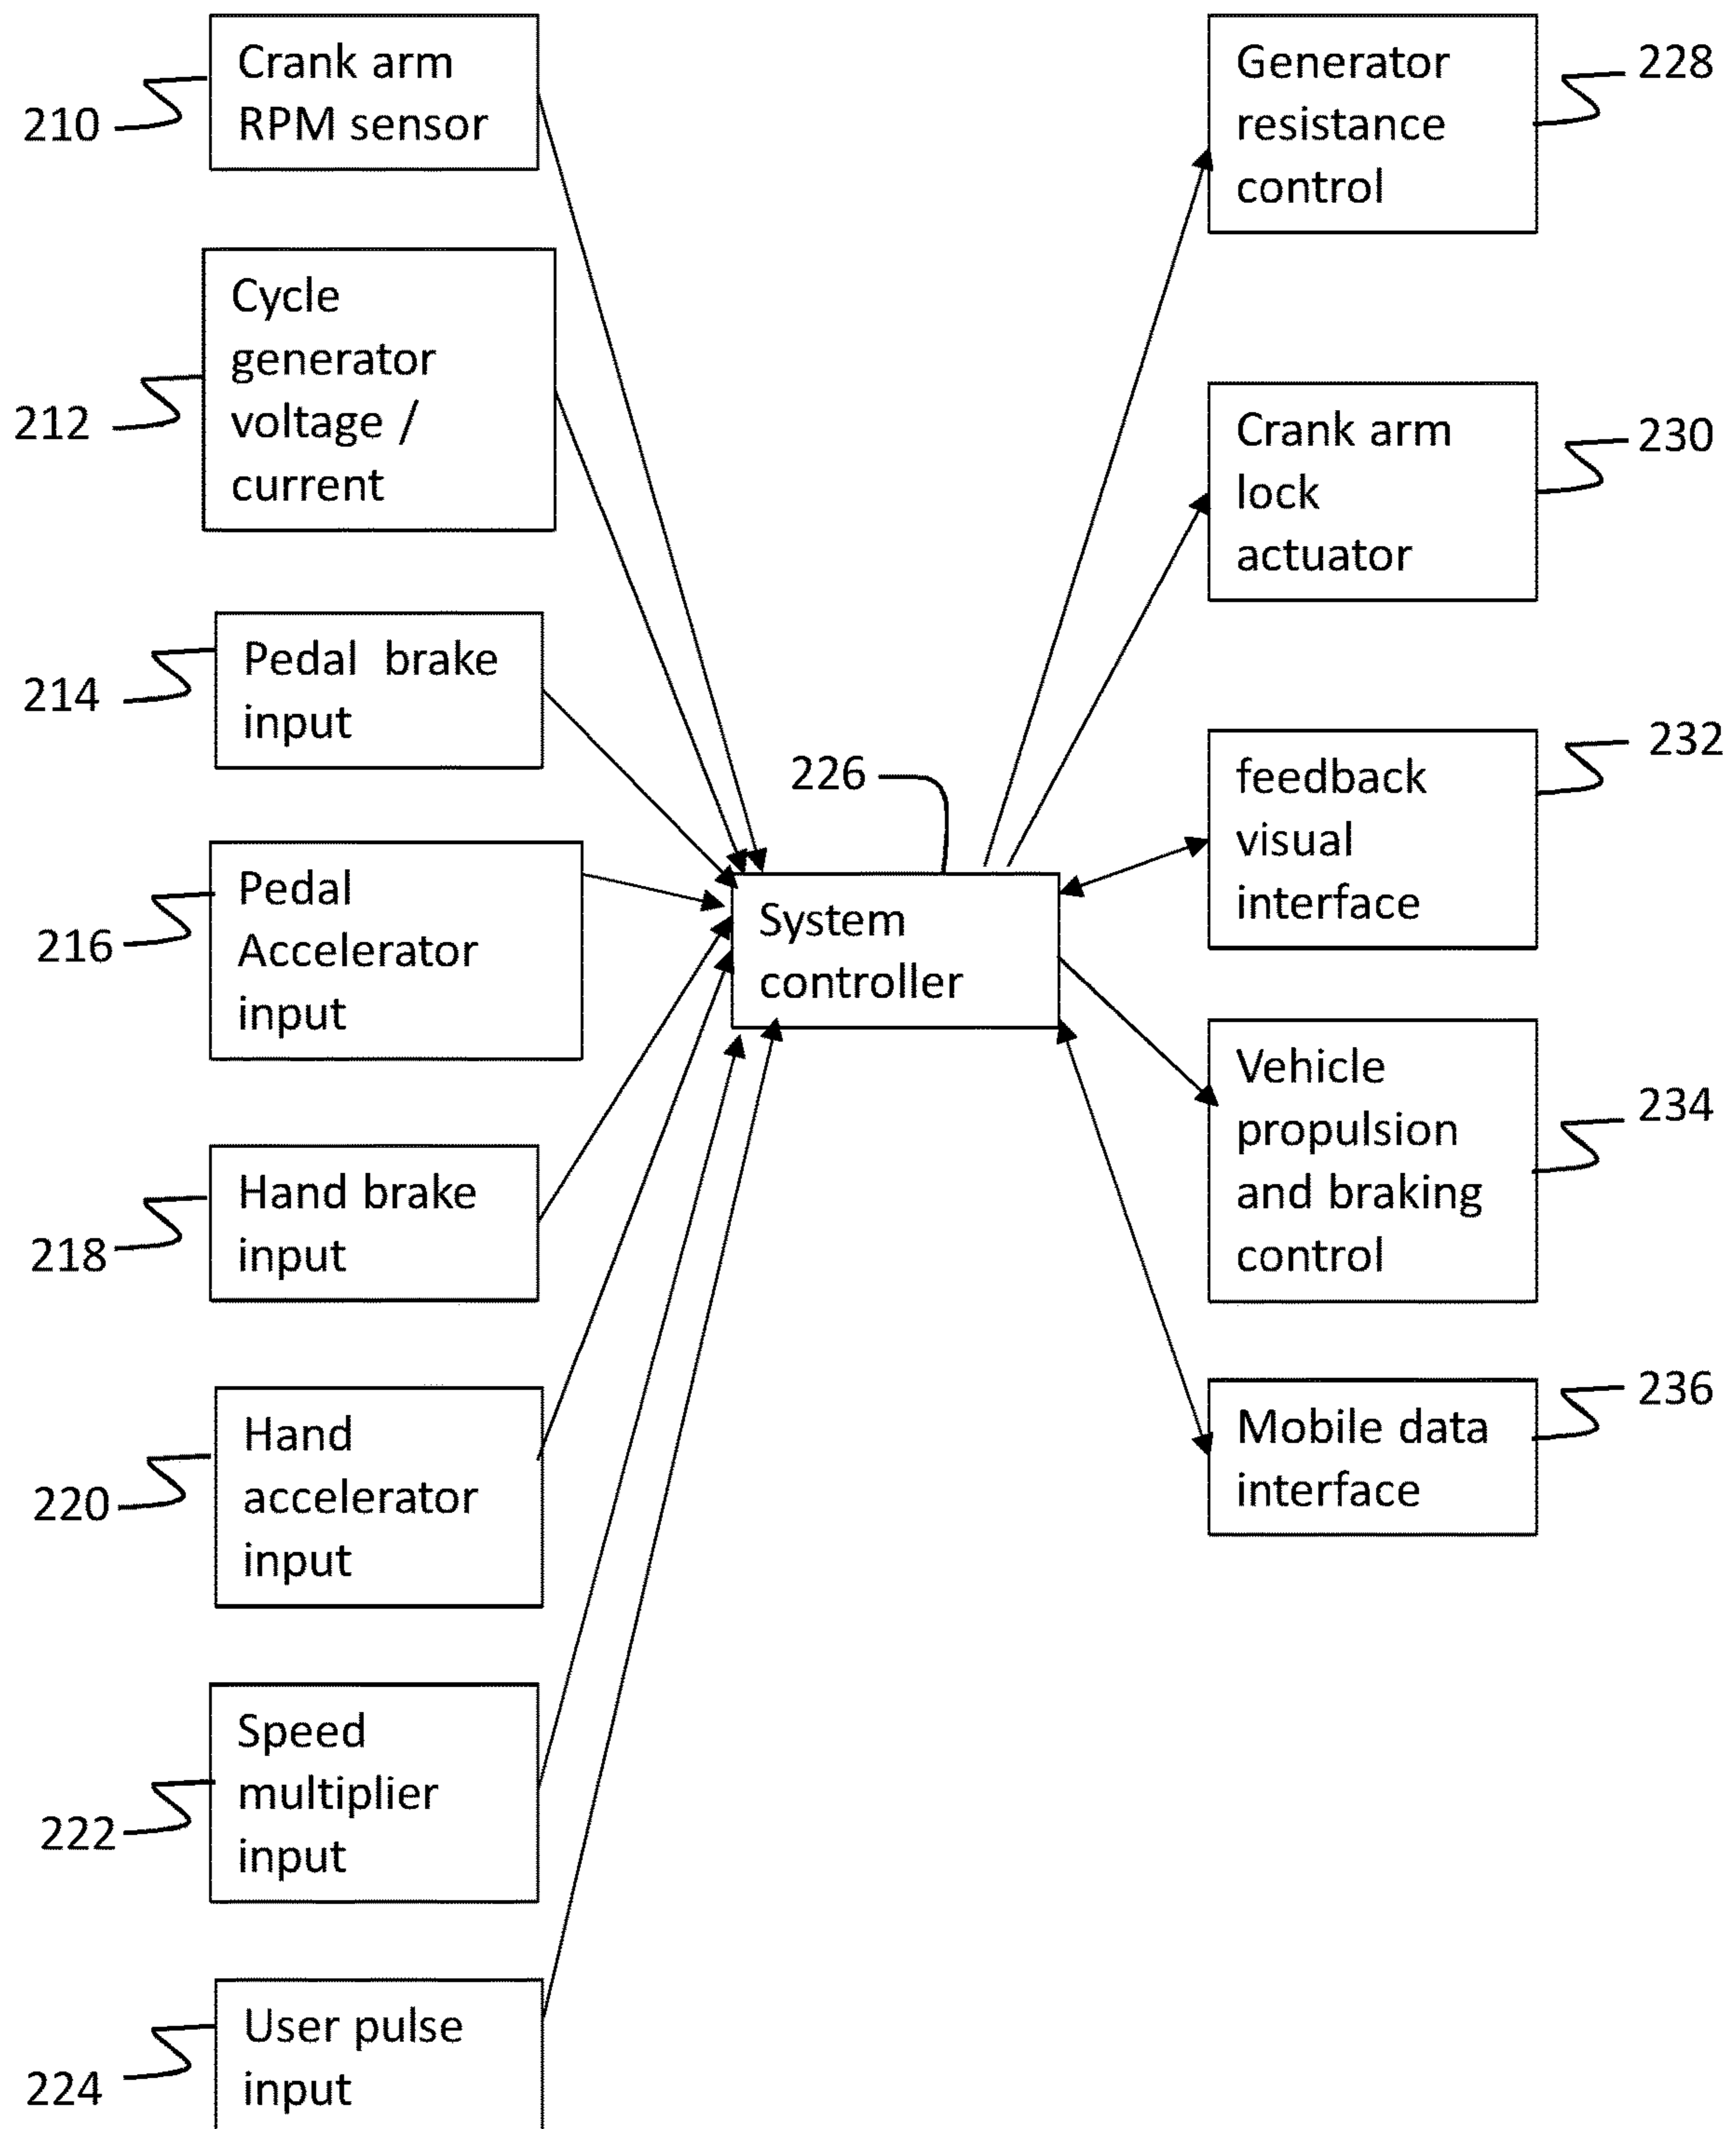 Crank arm
RPM sensor
210
Cycle
generator
voltage /
current
212
Pedal brake
input
214
Pedal
Accelerator
input
216
Hand brake
input
218
Hand
accelerator
input
220
Speed
multiplier
input
222
User pulse
input
224
226
System
controller
Generator
resistance
control
228
Crank arm
lock
actuator
230
feedback
visual
interface
232
Vehicle
propulsion
and braking
control
234
Mobile data
interface
236